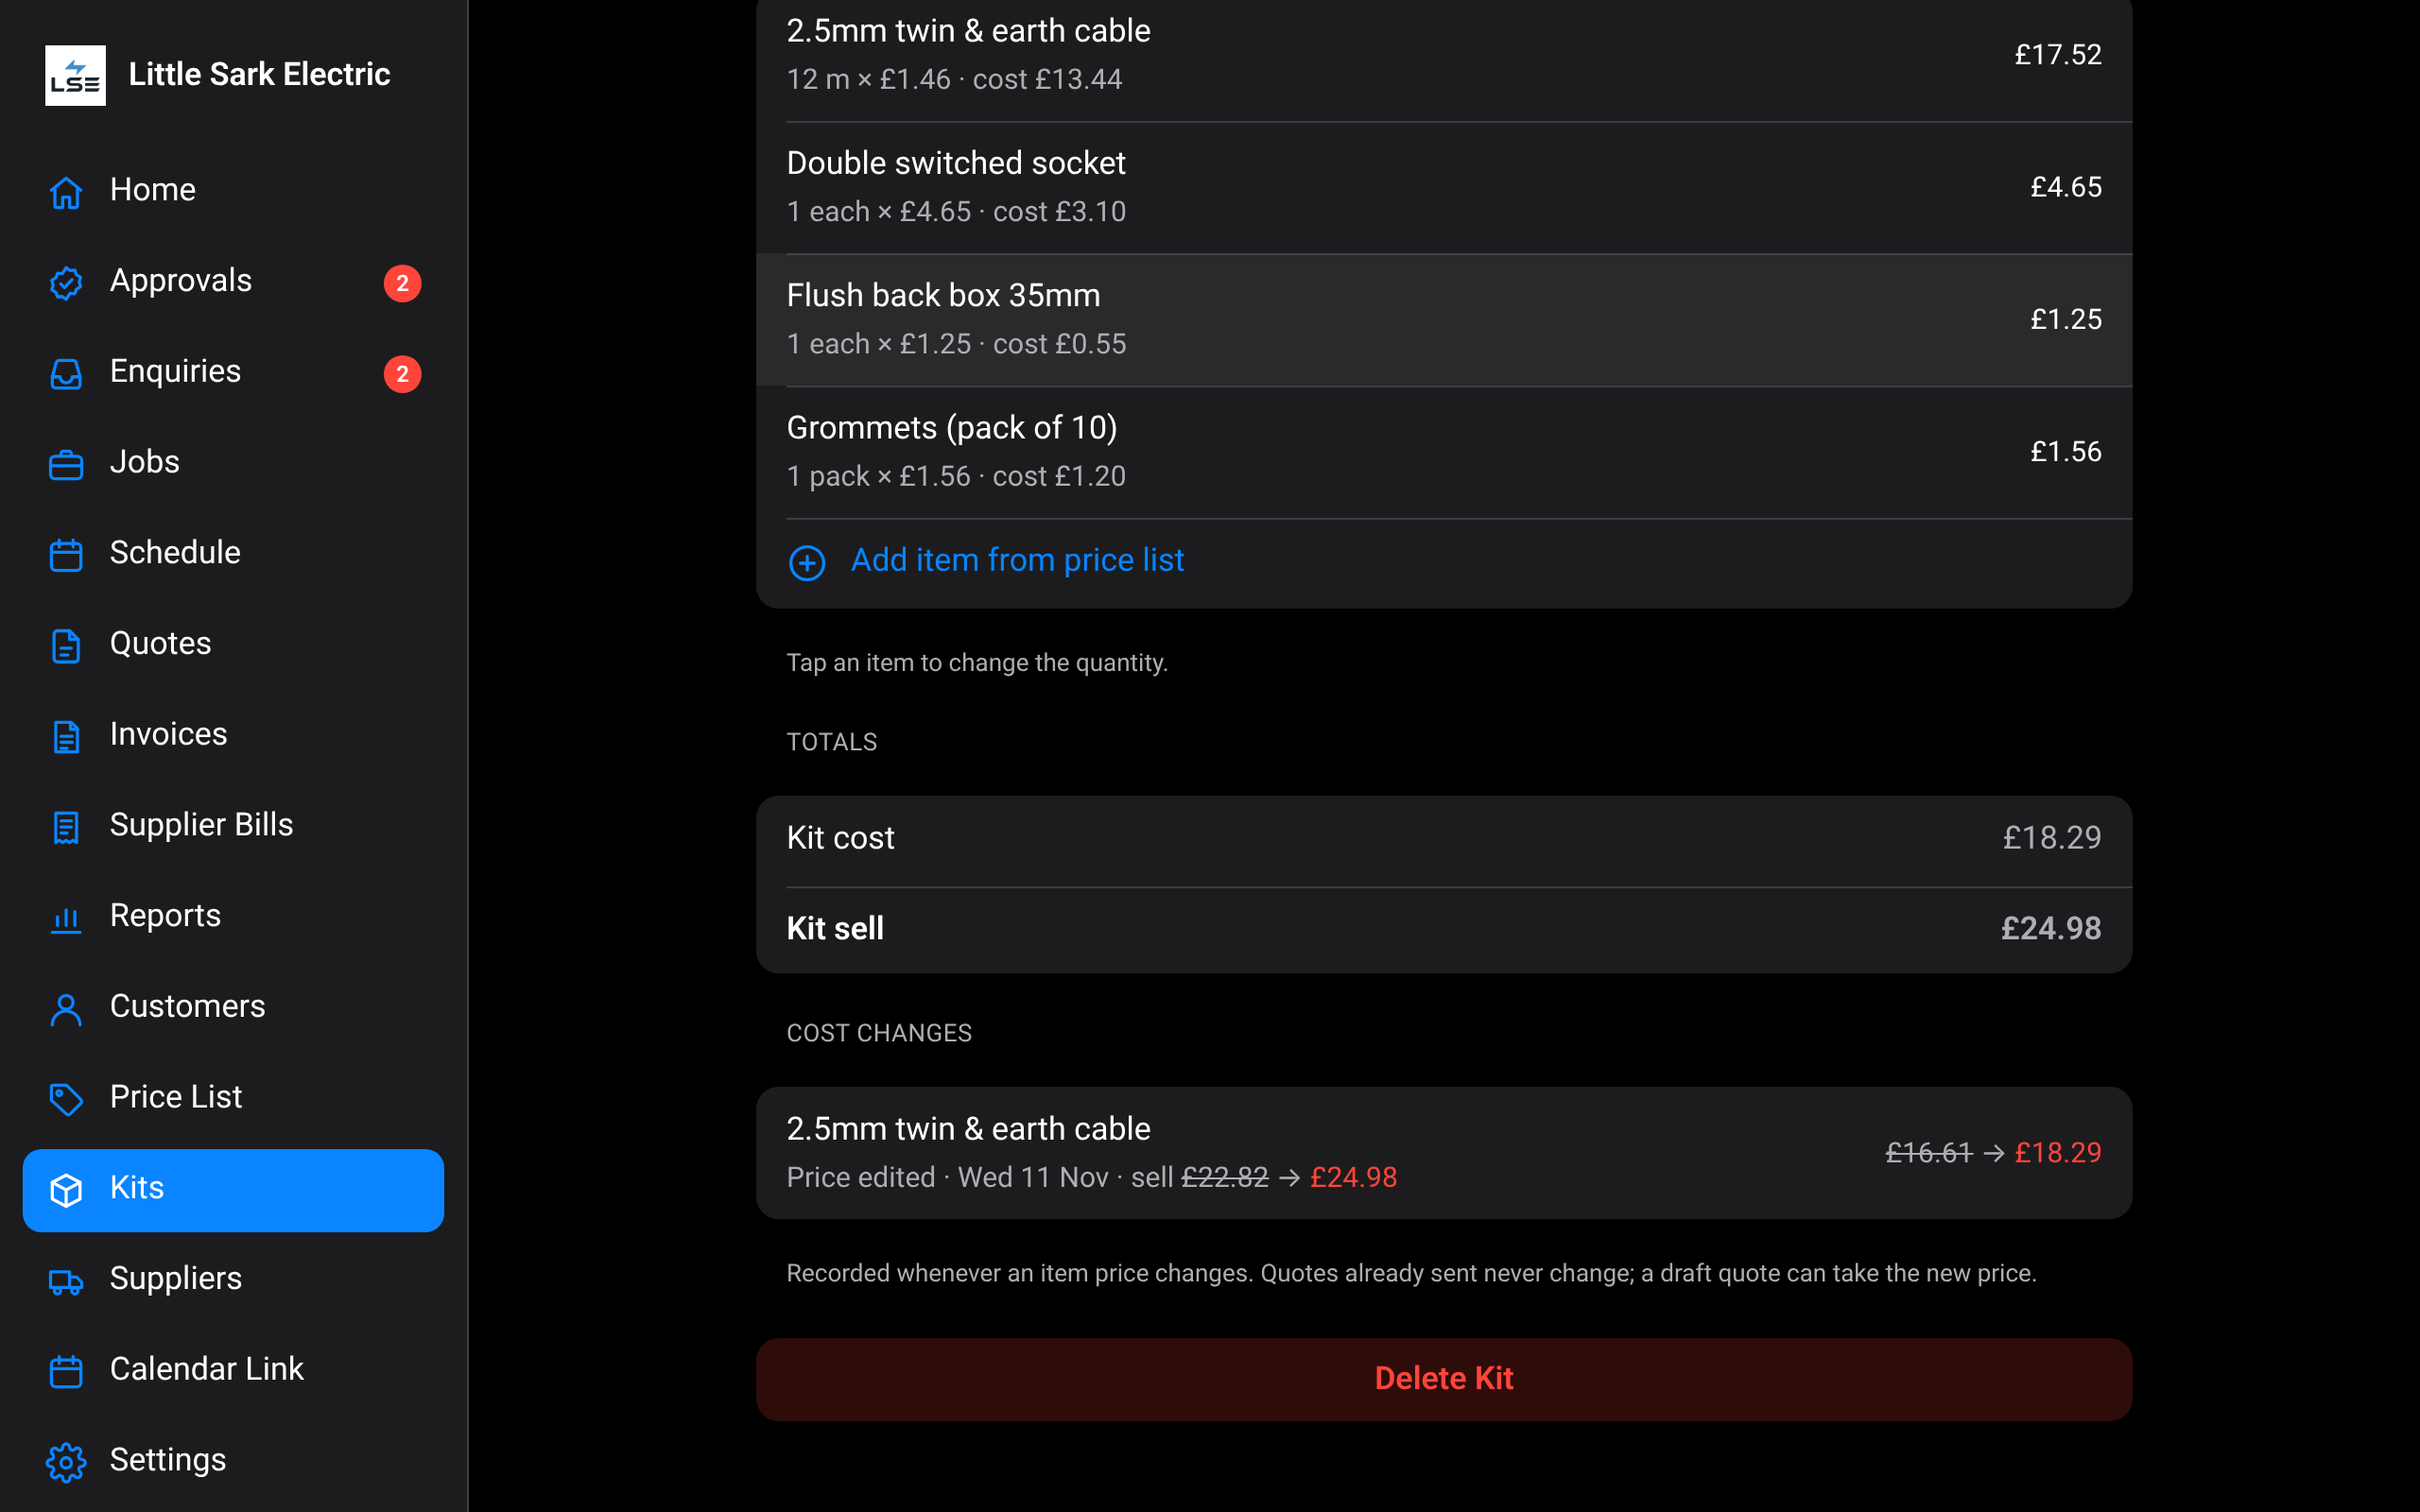 LSE
Little Sark Electric
Home
Approvals
2
Enquiries
2
Jobs
Schedule
Quotes
Invoices
Supplier Bills
Reports
Customers
Price List
Kits
Suppliers
Calendar Link
Settings
2.5mm twin & earth cable
12 m × £1.46 · cost £13.44
£17.52
Double switched socket
1 each × £4.65 · cost £3.10
£4.65
Flush back box 35mm
1 each × £1.25 · cost £0.55
£1.25
Grommets (pack of 10)
1 pack × £1.56 · cost £1.20
£1.56
Add item from price list
Tap an item to change the quantity.
TOTALS
Kit cost
£18.29
Kit sell
£24.98
COST CHANGES
2.5mm twin & earth cable
Price edited · Wed 11 Nov · sell £22.82 → £24.98
£16.61 → £18.29
Recorded whenever an item price changes. Quotes already sent never change; a draft quote can take the new price.
Delete Kit